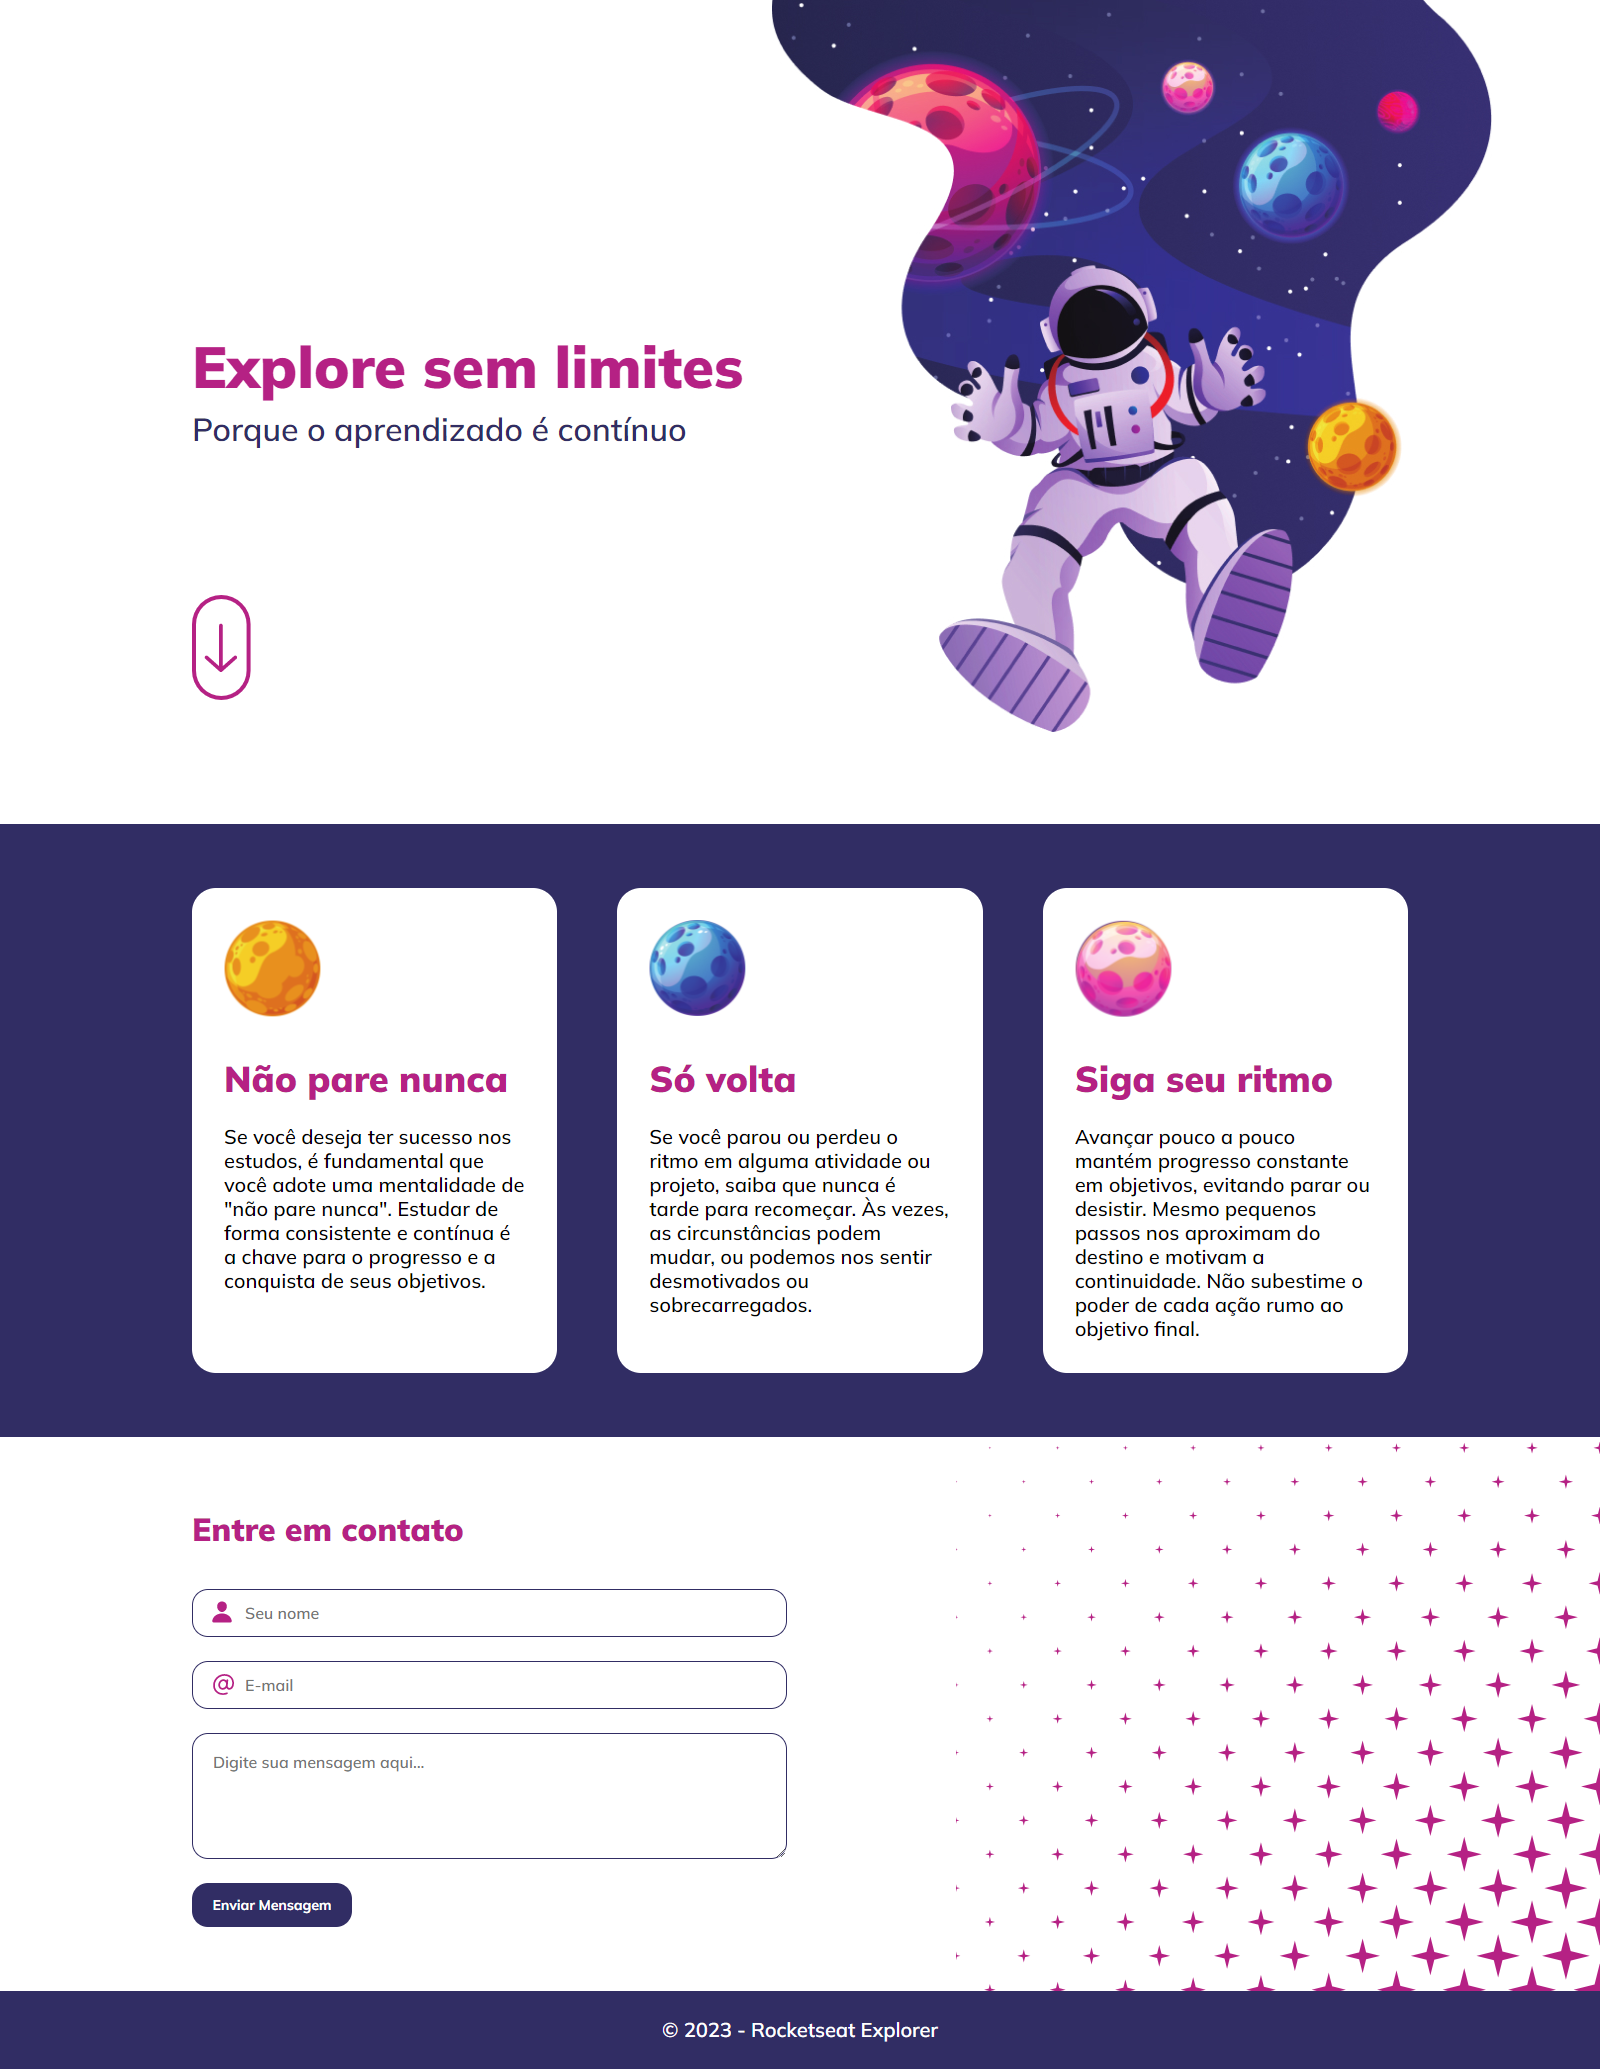 Explore sem limites
Porque o aprendizado é contínuo
Não pare nunca
Se você deseja ter sucesso nos
estudos, é fundamental que
você adote uma mentalidade de
"não pare nunca". Estudar de
forma consistente e contínua é
a chave para o progresso e a
conquista de seus objetivos.
Só volta
Se você parou ou perdeu o
ritmo em alguma atividade ou
projeto, saiba que nunca é
tarde para recomeçar. Às vezes,
as circunstâncias podem
mudar, ou podemos nos sentir
desmotivados ou
sobrecarregados.
Siga seu ritmo
Avançar pouco a pouco
mantém progresso constante
em objetivos, evitando parar ou
desistir. Mesmo pequenos
passos nos aproximam do
destino e motivam a
continuidade. Não subestime o
poder de cada ação rumo ao
objetivo final.
Entre em contato
Seu nome
@ E-mail
Digite sua mensagem aqui...
Enviar Mensagem
© 2023 - Rocketseat Explorer